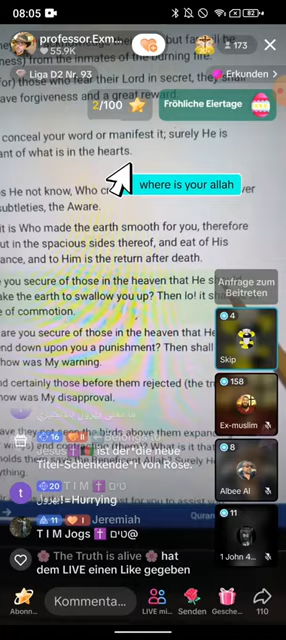 08:05
82
professor.Exm...
55.9K
173
Liga D2 Nr. 93
Erkunden >
from the inmates of the burning fire.
for) those who fear their Lord in secret, they shall
have forgiveness and a great reward.
2/100
Fröhliche Eiertage
conceal your word or manifest it; surely He is
of what is in the hearts.
where is your allah
es He not know, Who
subtleties, the Aware.
it is Who made the earth smooth for you, therefore
out in the spacious sides thereof, and eat of His
and to Him is the return after death.
you secure of those in the heaven that He
the earth to swallow you up? Then lo! it
of commotion.
Anfrage zum
Beitreten
are you secure of those in the heaven that He
down upon you a punishment? Then shall
how was My warning.
4
Skip
and certainly those before them rejected (the
how was My disapproval.
158
Ex-muslim
16 11
ist der*die neue
Titel-Schenkende*r von Rose.
8
Albee Al
20 T I M
!=Hurrying
11 1 Jeremiah
T I M Jogs
Quran
11
1 John 4...
The Truth is alive hat
dem LIVE einen Like gegeben
Abonn...
Kommenta...
LIVE mi...
Senden
Gesche...
110